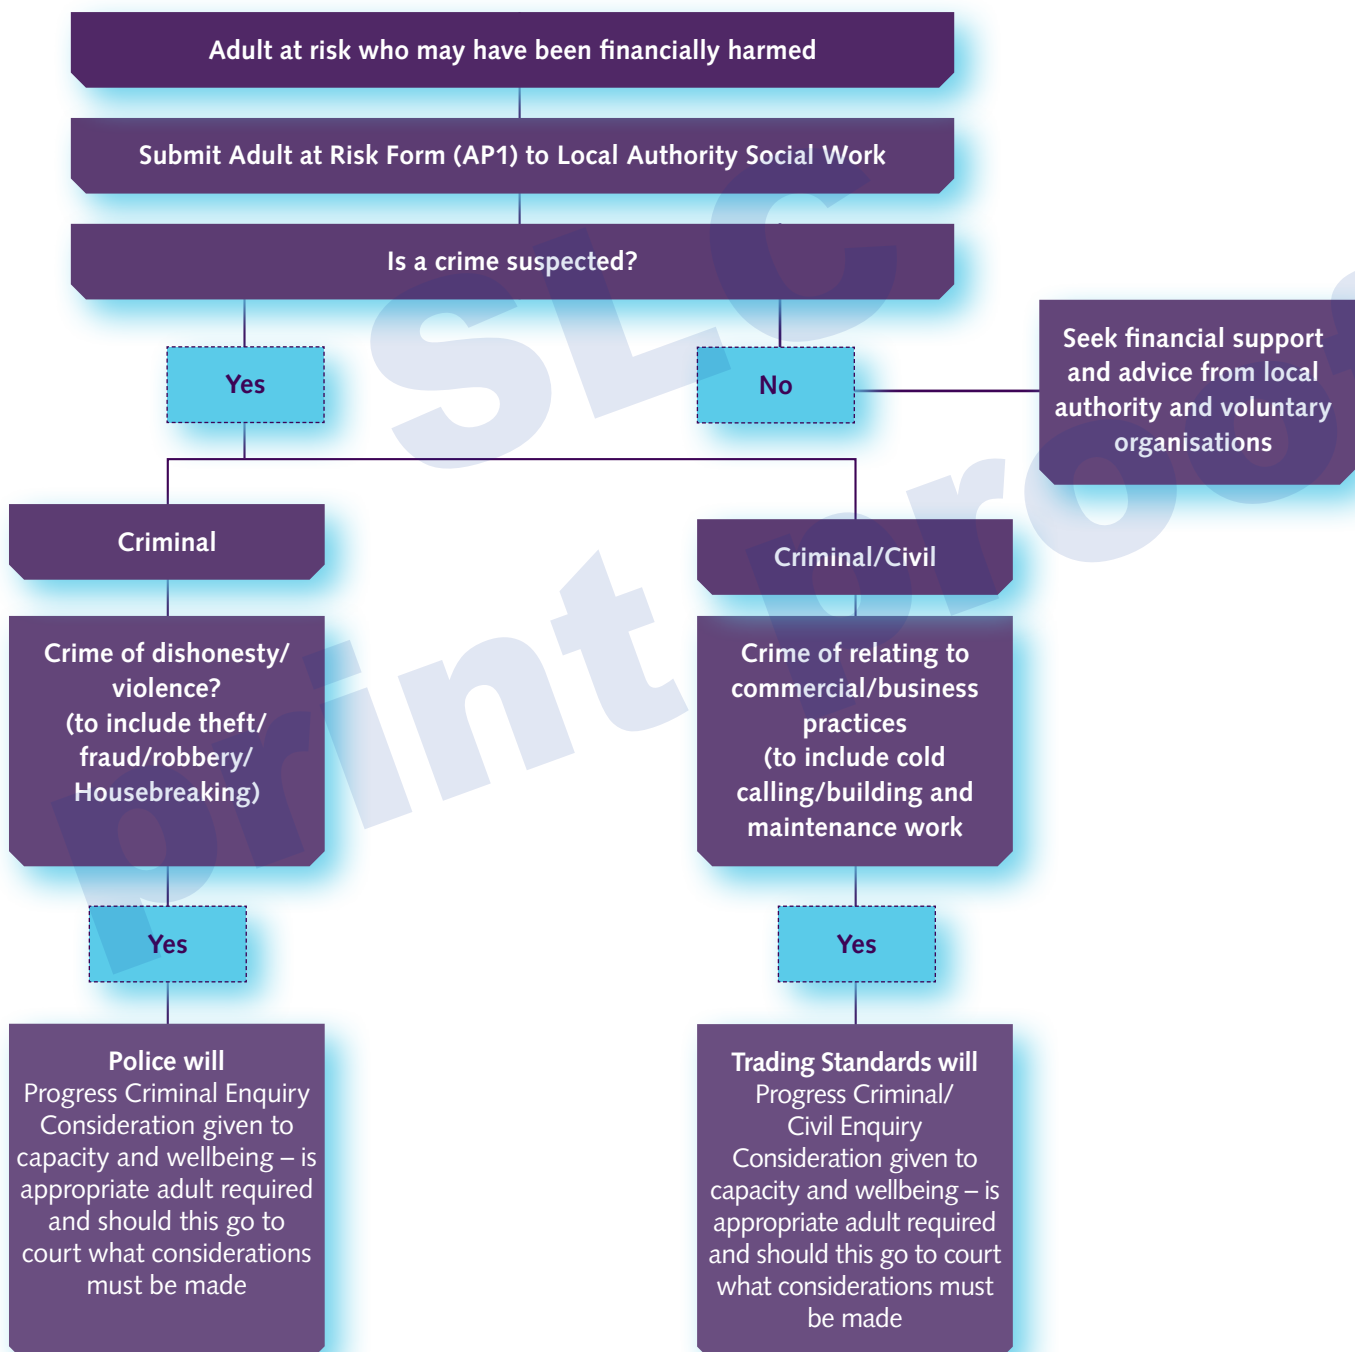 Adult at risk who may have been financially harmed
Submit Adult at Risk Form (AP1) to Local Authority Social Work
Is a crime suspected?
Yes
No
Seek financial support
and advice from local
authority and voluntary
organisations
Criminal
Crime of dishonesty/
violence?
(to include theft/
fraud/robbery/
Housebreaking)
Yes
Police will
Progress Criminal Enquiry
Consideration given to
capacity and wellbeing – is
appropriate adult required
and should this go to
court what considerations
must be made
Criminal/Civil
Crime of relating to
commercial/business
practices
(to include cold
calling/building and
maintenance work
Yes
Trading Standards will
Progress Criminal/
Civil Enquiry
Consideration given to
capacity and wellbeing – is
appropriate adult required
and should this go to court
what considerations must
be made
SLC
print proof